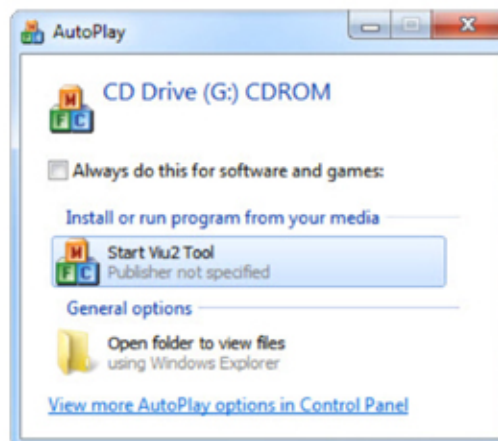 AutoPlay
CD Drive (G:) CDROM
Always do this for software and games:
Install or run program from your media
Start Viu2 Tool
Publisher not specified
General options
Open folder to view files
using Windows Explorer
View more AutoPlay options in Control Panel